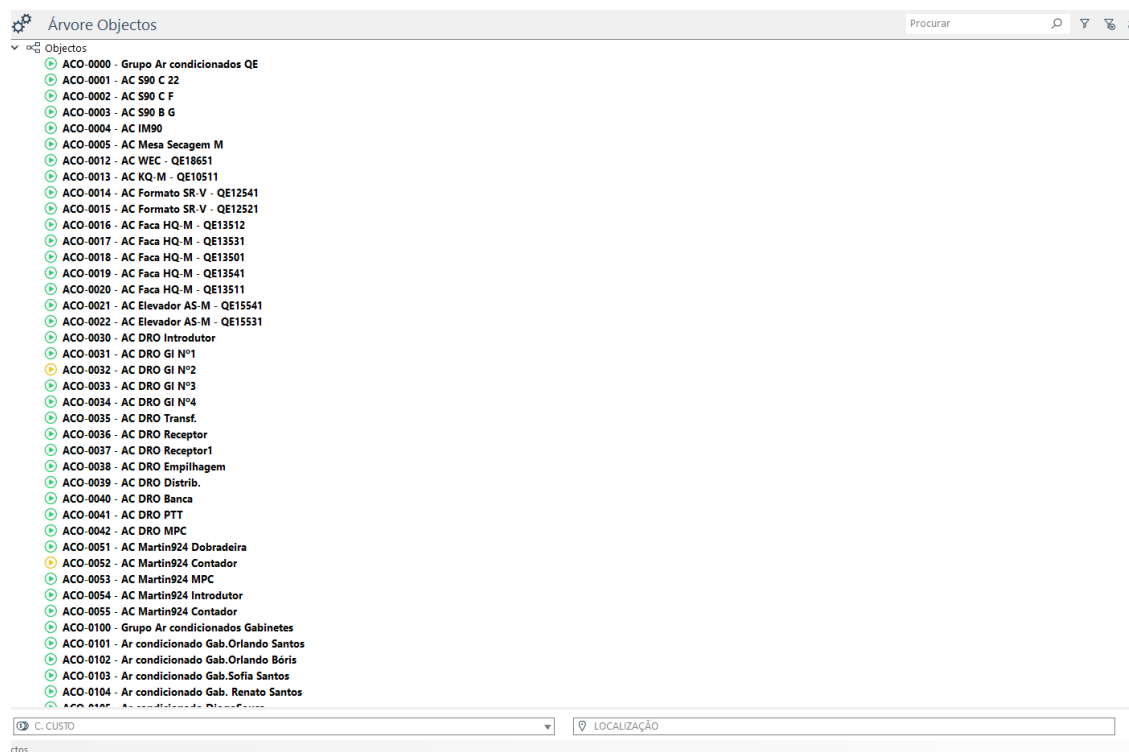 Árvore Objectos
Procurar
Objectos
ACO-0000 - Grupo Ar condicionados QE
ACO-0001 - AC S90 C 22
ACO-0002 - AC S90 C F
ACO-0003 - AC S90 B G
ACO-0004 - AC IM90
ACO-0005 - AC Mesa Secagem M
ACO-0012 - AC WEC - QE18651
ACO-0013 - AC KQ-M - QE10511
ACO-0014 - AC Formato SR-V - QE12541
ACO-0015 - AC Formato SR-V - QE12521
ACO-0016 - AC Faca HQ-M - QE13512
ACO-0017 - AC Faca HQ-M - QE13531
ACO-0018 - AC Faca HQ-M - QE13501
ACO-0019 - AC Faca HQ-M - QE13541
ACO-0020 - AC Faca HQ-M - QE13511
ACO-0021 - AC Elevador AS-M - QE15541
ACO-0022 - AC Elevador AS-M - QE15531
ACO-0030 - AC DRO Introdutor
ACO-0031 - AC DRO GI Nº1
ACO-0032 - AC DRO GI Nº2
ACO-0033 - AC DRO GI Nº3
ACO-0034 - AC DRO GI Nº4
ACO-0035 - AC DRO Transf.
ACO-0036 - AC DRO Receptor
ACO-0037 - AC DRO Receptor1
ACO-0038 - AC DRO Empilhagem
ACO-0039 - AC DRO Distrib.
ACO-0040 - AC DRO Banca
ACO-0041 - AC DRO PTT
ACO-0042 - AC DRO MPC
ACO-0051 - AC Martin924 Dobradeira
ACO-0052 - AC Martin924 Contador
ACO-0053 - AC Martin924 MPC
ACO-0054 - AC Martin924 Introdutor
ACO-0055 - AC Martin924 Contador
ACO-0100 - Grupo Ar condicionados Gabinetes
ACO-0101 - Ar condicionado Gab.Orlando Santos
ACO-0102 - Ar condicionado Gab.Orlando Bóris
ACO-0103 - Ar condicionado Gab.Sofia Santos
ACO-0104 - Ar condicionado Gab. Renato Santos
C. CUSTO
LOCALIZAÇÃO